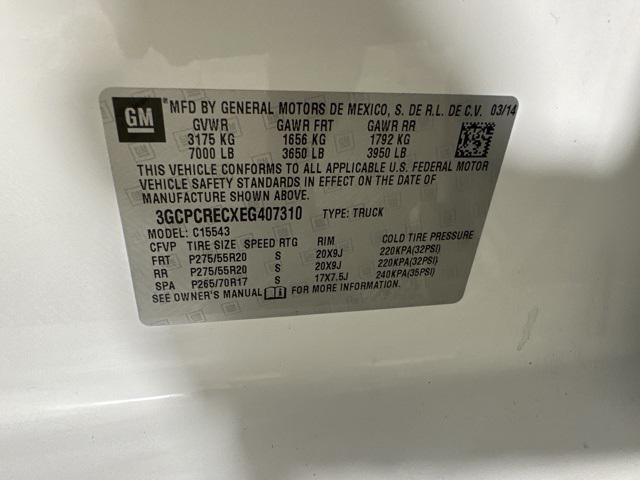 GM
*MFD BY GENERAL MOTORS DE MEXICO, S. DE R.L. DE C.V. 03/14
GVWR GAWR FRT GAWR RR
3175 KG 1656 KG 1792 KG
7000 LB 3650 LB 3950 LB
THIS VEHICLE CONFORMS TO ALL APPLICABLE U.S. FEDERAL MOTOR
VEHICLE SAFETY STANDARDS IN EFFECT ON THE DATE OF
MANUFACTURE SHOWN ABOVE.
3GCPCRECXEG407310 TYPE: TRUCK
MODEL: C15543
CFVP TIRE SIZE SPEED RTG RIM COLD TIRE PRESSURE
FRT P275/55R20 S 20X9J 220KPA(32PSI)
RR P275/55R20 S 20X9J 220KPA(32PSI)
SPA P265/70R17 S 17X7.5J 240KPA(35PSI)
SEE OWNER'S MANUAL FOR MORE INFORMATION